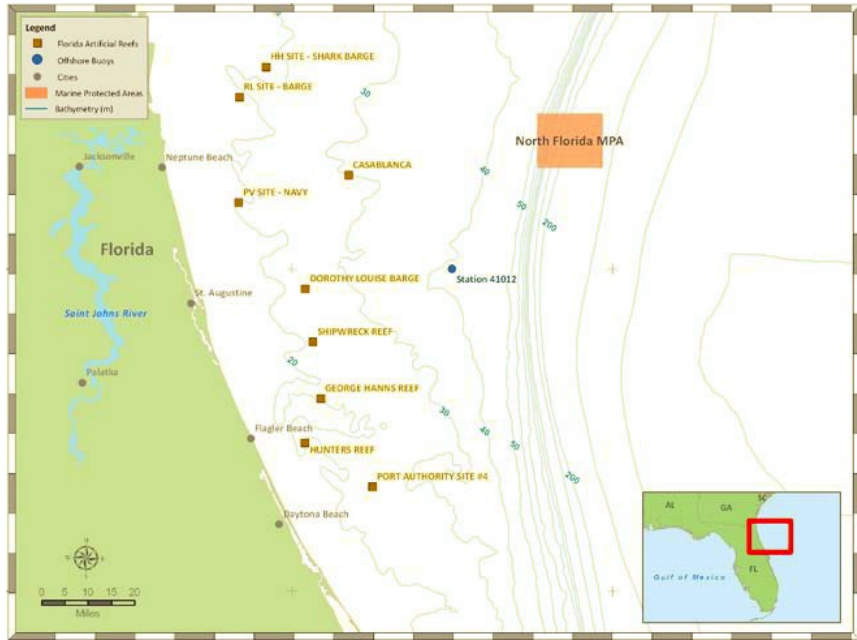 Legend
Florida Artificial Reefs
Offshore Buoys
Cities
Marine Protected Areas
Bathymetry (m)
HH SITE - SHARK BARGE
RL SITE - BARGE
30
North Florida MPA
Jacksonville
Neptune Beach
CASABLANCA
40
PV SITE - NAVY
50
200
Florida
Station 41012
DOROTHY LOUISE BARGE
St. Augustine
Saint Johns River
SHIPWRECK REEF
20
Palatka
GEORGE HANNS REEF
30
Flagler Beach
40
50
HUNTERS REEF
PORT AUTHORITY SITE #4
200
Daytona Beach
SC
AL
GA
FL
Gulf of Mexico
N
S
0 5 10 15 20
Miles